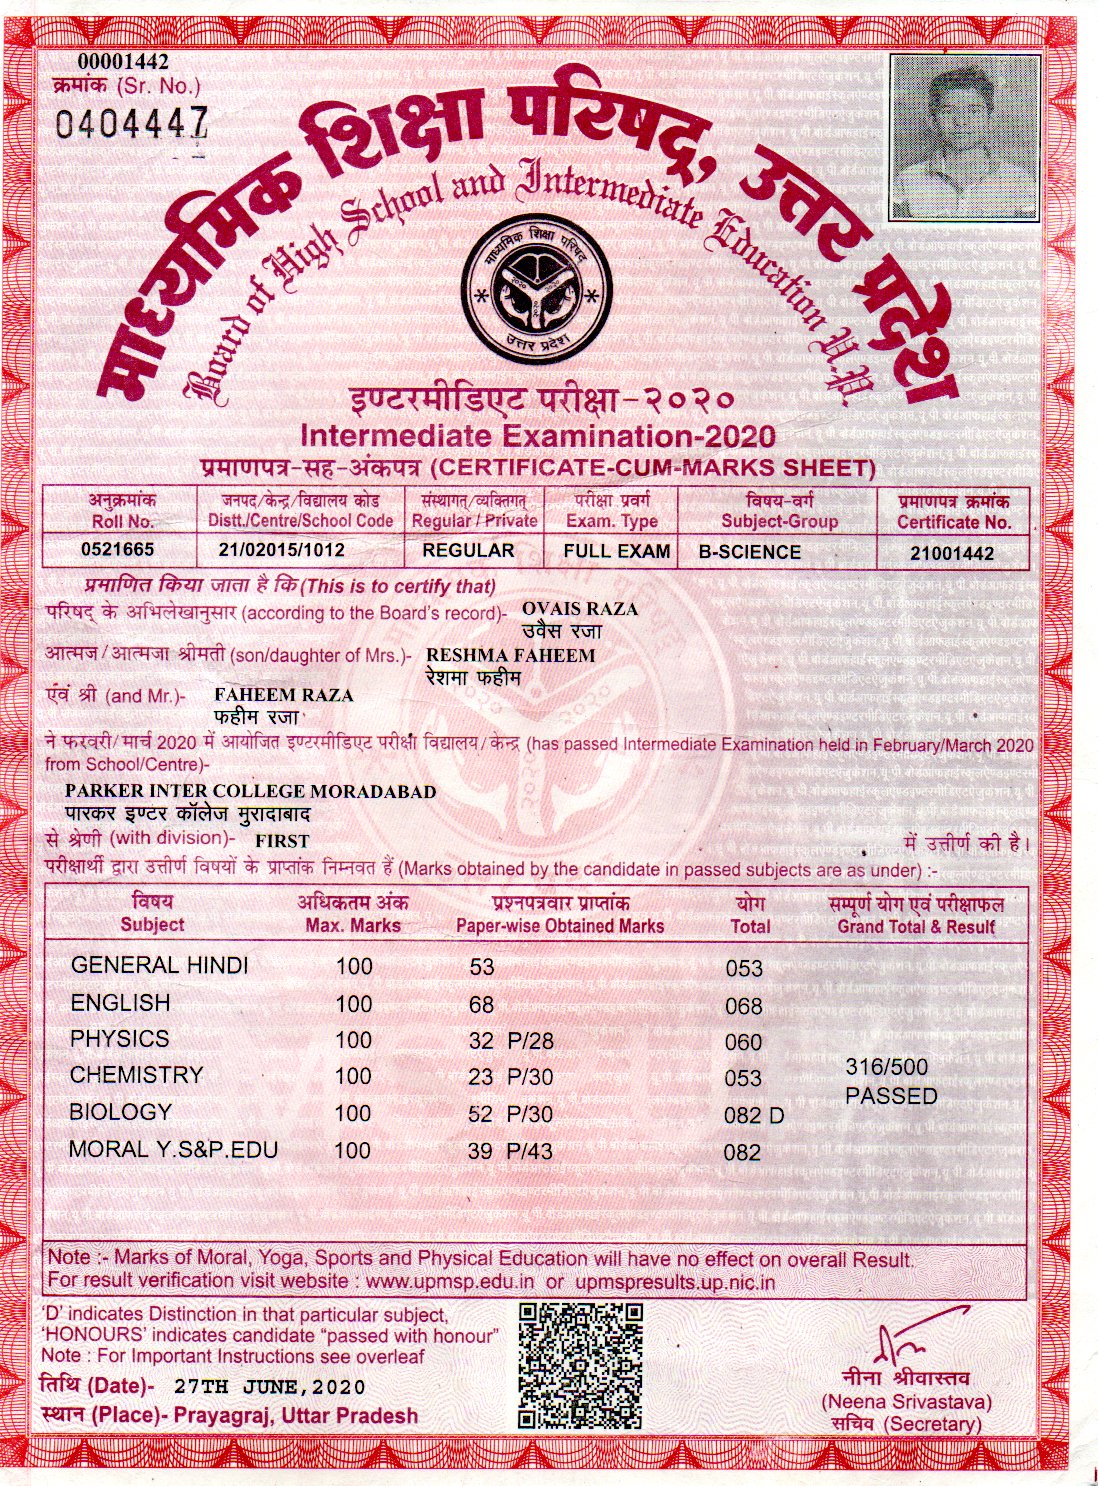 00001442
क्रमांक (Sr. No.)
0404447
माध्यमिक शिक्षा परिषद्, उत्तर प्रदेश
Board of High School and Intermediate Education U.P.
माध्यमिक शिक्षा परिषद्
उत्तर प्रदेश
इण्टरमीडिएट परीक्षा-२०२०
Intermediate Examination-2020
प्रमाणपत्र-सह-अंकपत्र (CERTIFICATE-CUM-MARKS SHEET)
अनुक्रमांक जनपद/केन्द्र/विद्यालय कोड संस्थागत/व्यक्तिगत परीक्षा प्रवर्ग विषय-वर्ग प्रमाणपत्र क्रमांक
Roll No. Distt./Centre/School Code Regular / Private Exam. Type Subject-Group Certificate No.
0521665 21/02015/1012 REGULAR FULL EXAM B-SCIENCE 21001442
प्रमाणित किया जाता है कि (This is to certify that)
परिषद् के अभिलेखानुसार (according to the Board's record)- OVAIS RAZA
उवैस रजा
आत्मज/आत्मजा श्रीमती (son/daughter of Mrs.)- RESHMA FAHEEM
रेशमा फहीम
एवं श्री (and Mr.)- FAHEEM RAZA
फहीम रजा
ने फरवरी/मार्च 2020 में आयोजित इण्टरमीडिएट परीक्षा विद्यालय/केन्द्र (has passed Intermediate Examination held in February/March 2020
from School/Centre)-
PARKER INTER COLLEGE MORADABAD
पारकर इण्टर कॉलेज मुरादाबाद
से श्रेणी (with division)- FIRST में उत्तीर्ण की है।
परीक्षार्थी द्वारा उत्तीर्ण विषयों के प्राप्तांक निम्नवत हैं (Marks obtained by the candidate in passed subjects are as under) :-
विषय अधिकतम अंक प्रश्नपत्रवार प्राप्तांक योग सम्पूर्ण योग एवं परीक्षाफल
Subject Max. Marks Paper-wise Obtained Marks Total Grand Total & Result
GENERAL HINDI 100 53 053
ENGLISH 100 68 068
PHYSICS 100 32 P/28 060
CHEMISTRY 100 23 P/30 053 316/500
BIOLOGY 100 52 P/30 082 D PASSED
MORAL Y.S&P.EDU 100 39 P/43 082
Note :- Marks of Moral, Yoga, Sports and Physical Education will have no effect on overall Result.
For result verification visit website : www.upmsp.edu.in or upmspresults.up.nic.in
'D' indicates Distinction in that particular subject,
'HONOURS' indicates candidate "passed with honour"
Note : For Important Instructions see overleaf
तिथि (Date)- 27TH JUNE,2020
स्थान (Place)- Prayagraj, Uttar Pradesh
नीना श्रीवास्तव
(Neena Srivastava)
सचिव (Secretary)